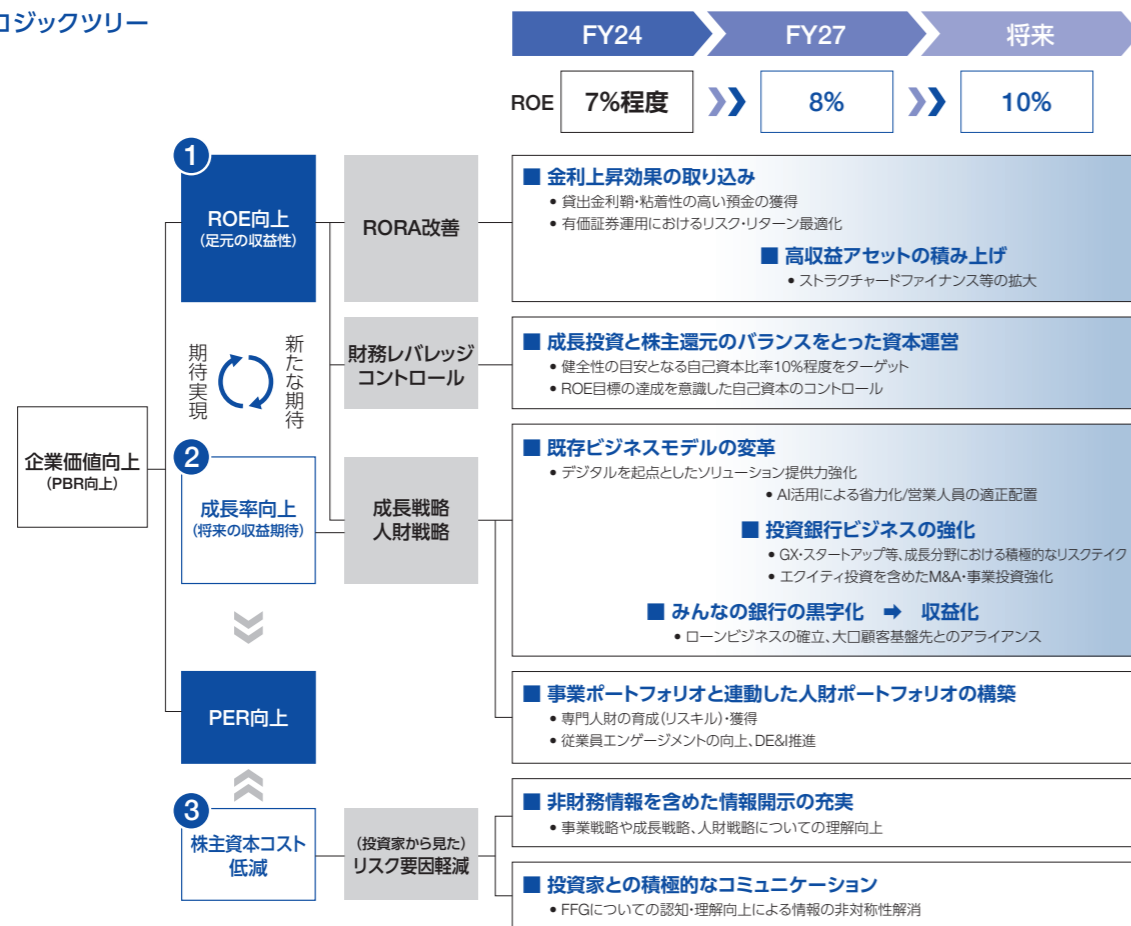 ロジックツリー
FY24
FY27
将来
ROE
7%程度
8%
10%
1
ROE向上
(足元の収益性)
RORA改善
■ 金利上昇効果の取り込み
• 貸出金利鞘・粘着性の高い預金の獲得
• 有価証券運用におけるリスク・リターン最適化
■ 高収益アセットの積み上げ
• ストラクチャードファイナンス等の拡大
期待実現
新たな期待
財務レバレッジ
コントロール
■ 成長投資と株主還元のバランスをとった資本運営
• 健全性の目安となる自己資本比率10%程度をターゲット
• ROE目標の達成を意識した自己資本のコントロール
企業価値向上
(PBR向上)
2
成長率向上
(将来の収益期待)
成長戦略
人財戦略
■ 既存ビジネスモデルの変革
• デジタルを起点としたソリューション提供力強化
• AI活用による省力化/営業人員の適正配置
■ 投資銀行ビジネスの強化
• GX・スタートアップ等、成長分野における積極的なリスクテイク
• エクイティ投資を含めたM&A・事業投資強化
■ みんなの銀行の黒字化 ➡ 収益化
• ローンビジネスの確立、大口顧客基盤先とのアライアンス
PER向上
■ 事業ポートフォリオと連動した人財ポートフォリオの構築
• 専門人財の育成(リスキル)・獲得
• 従業員エンゲージメントの向上、DE&I推進
3
株主資本コスト
低減
(投資家から見た)
リスク要因軽減
■ 非財務情報を含めた情報開示の充実
• 事業戦略や成長戦略、人財戦略についての理解向上
■ 投資家との積極的なコミュニケーション
• FFGについての認知・理解向上による情報の非対称性解消